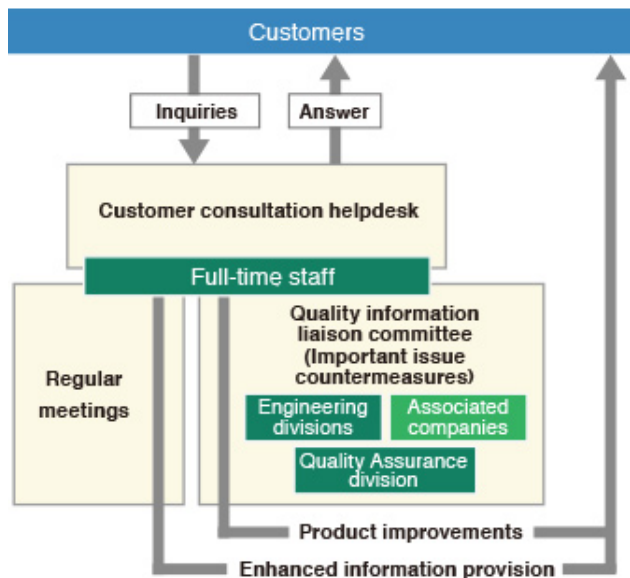 Customers
Inquiries
Answer
Customer consultation helpdesk
Full-time staff
Regular
meetings
Quality information
liaison committee
(Important issue
countermeasures)
Engineering
divisions
Associated
companies
Quality Assurance
division
Product improvements
Enhanced information provision